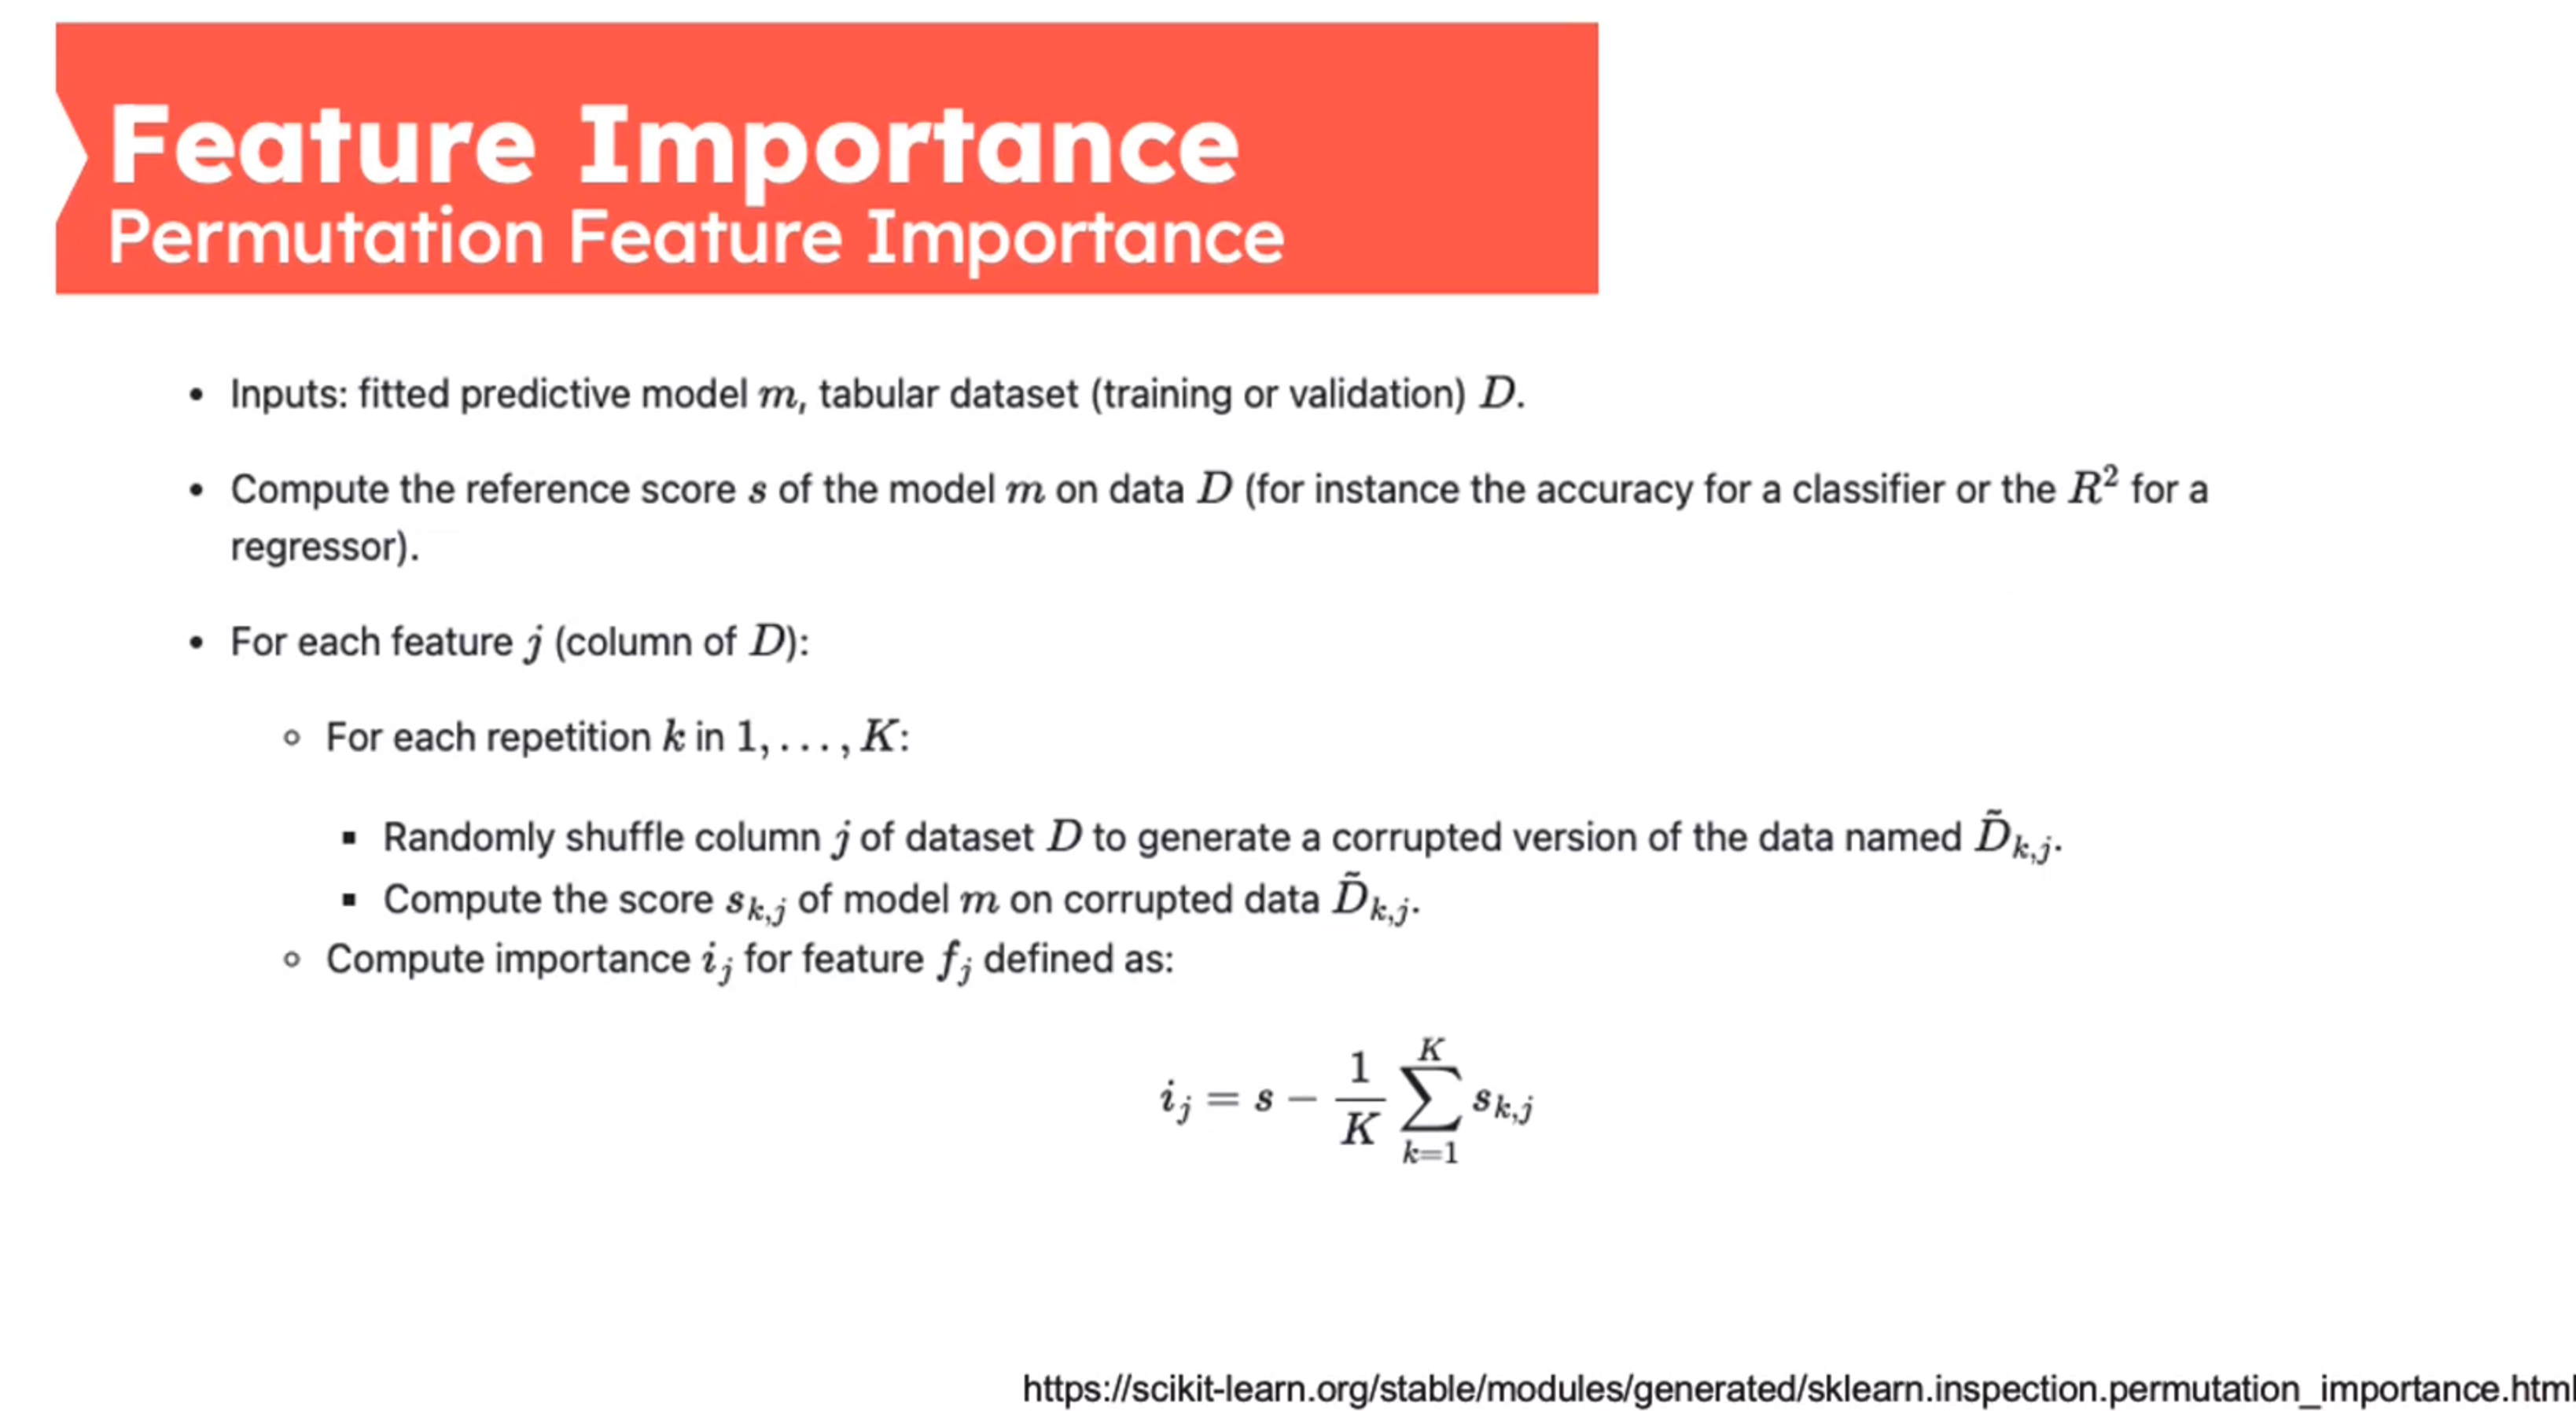 Feature Importance
Permutation Feature Importance
• Inputs: fitted predictive model m, tabular dataset (training or validation) D.
• Compute the reference score s of the model m on data D (for instance the accuracy for a classifier or the R² for a
regressor).
• For each feature j (column of D):
○ For each repetition k in 1, . . . , K:
▪ Randomly shuffle column j of dataset D to generate a corrupted version of the data named D̃_{k,j}.
▪ Compute the score s_{k,j} of model m on corrupted data D̃_{k,j}.
○ Compute importance i_j for feature f_j defined as:
i_j = s − \frac{1}{K} \sum_{k=1}^{K} s_{k,j}
https://scikit-learn.org/stable/modules/generated/sklearn.inspection.permutation_importance.html